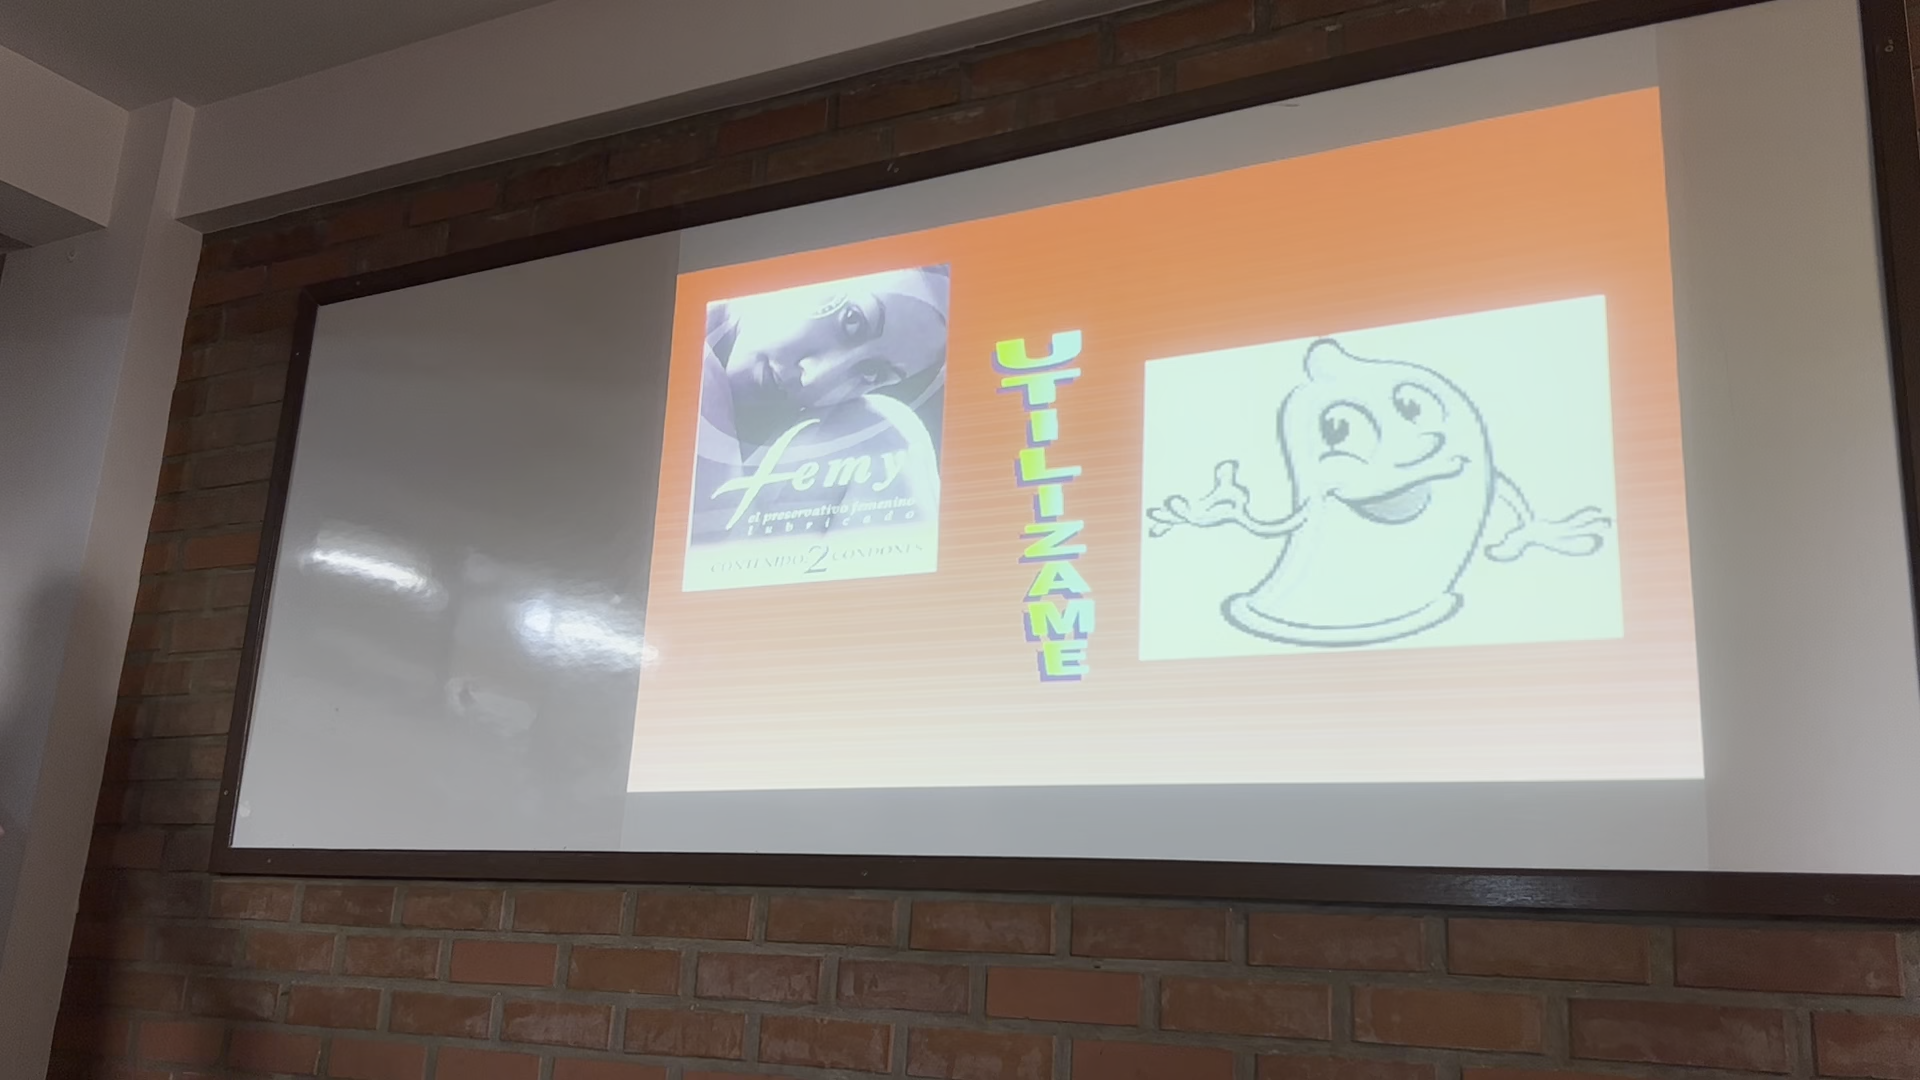 femy
el preservativo femenino
lubricado
CONTENIDO: 2 CONDONES
UTILIZAME